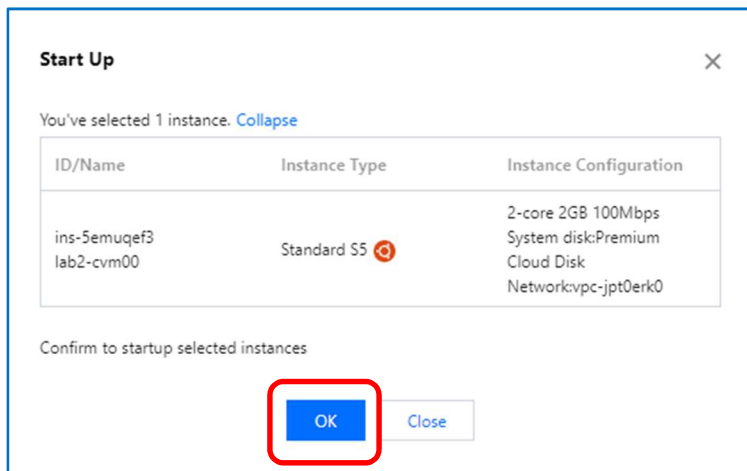 Start Up
You've selected 1 instance. Collapse
ID/Name Instance Type Instance Configuration
ins-5emuqef3
lab2-cvm00
Standard S5
2-core 2GB 100Mbps
System disk:Premium
Cloud Disk
Network:vpc-jpt0erk0
Confirm to startup selected instances
OK Close